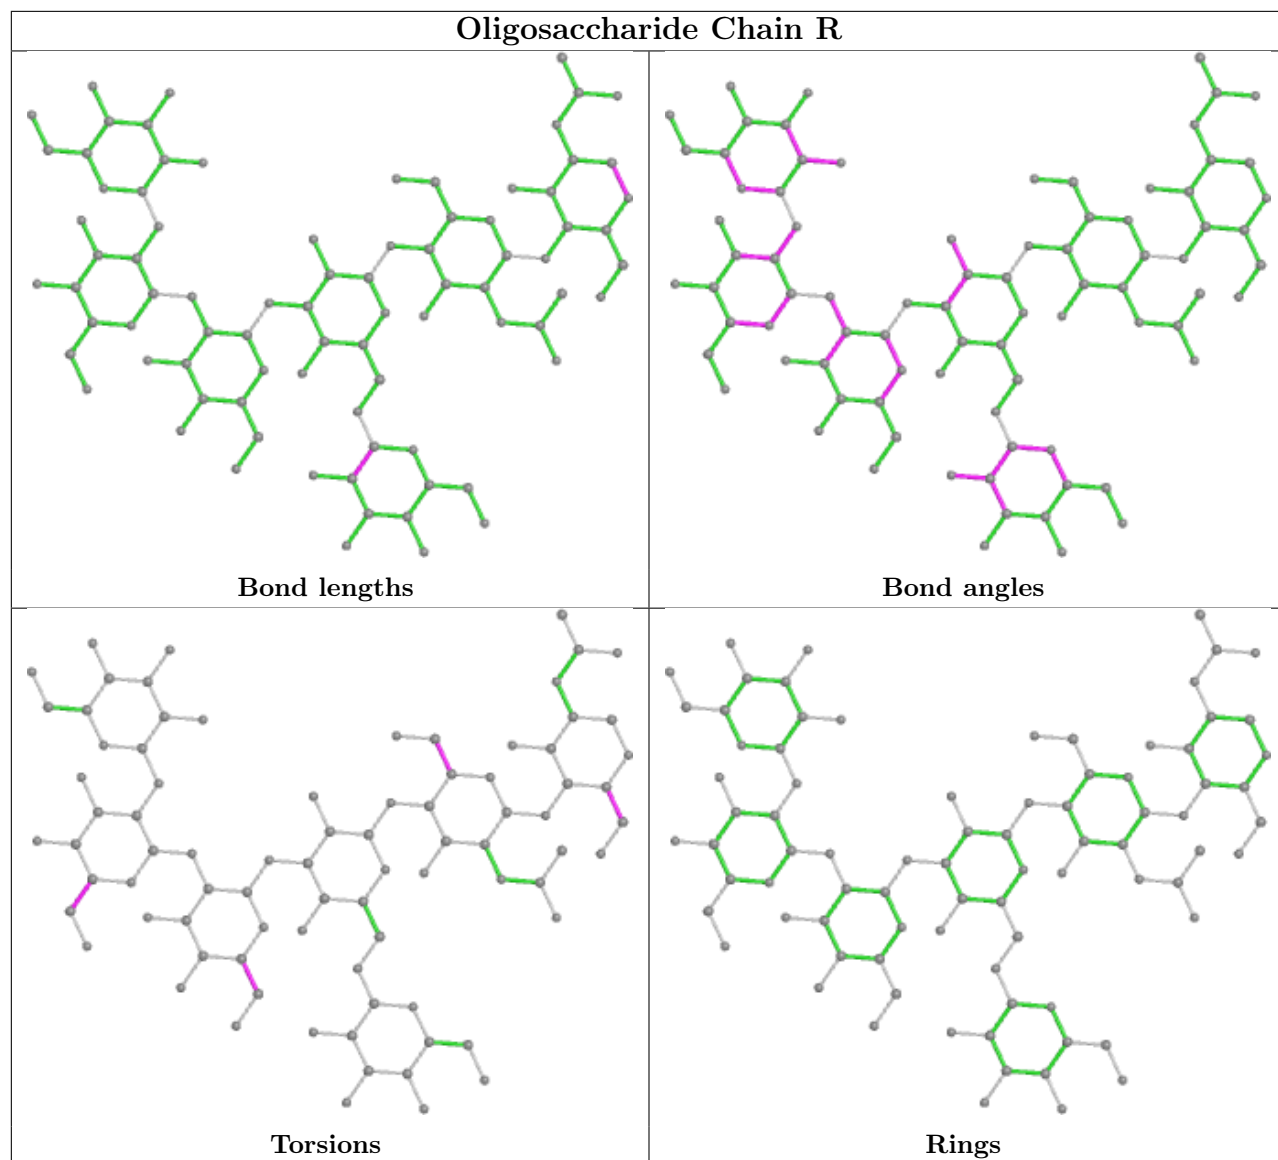 Oligosaccharide Chain R
Bond lengths
Bond angles
Torsions
Rings